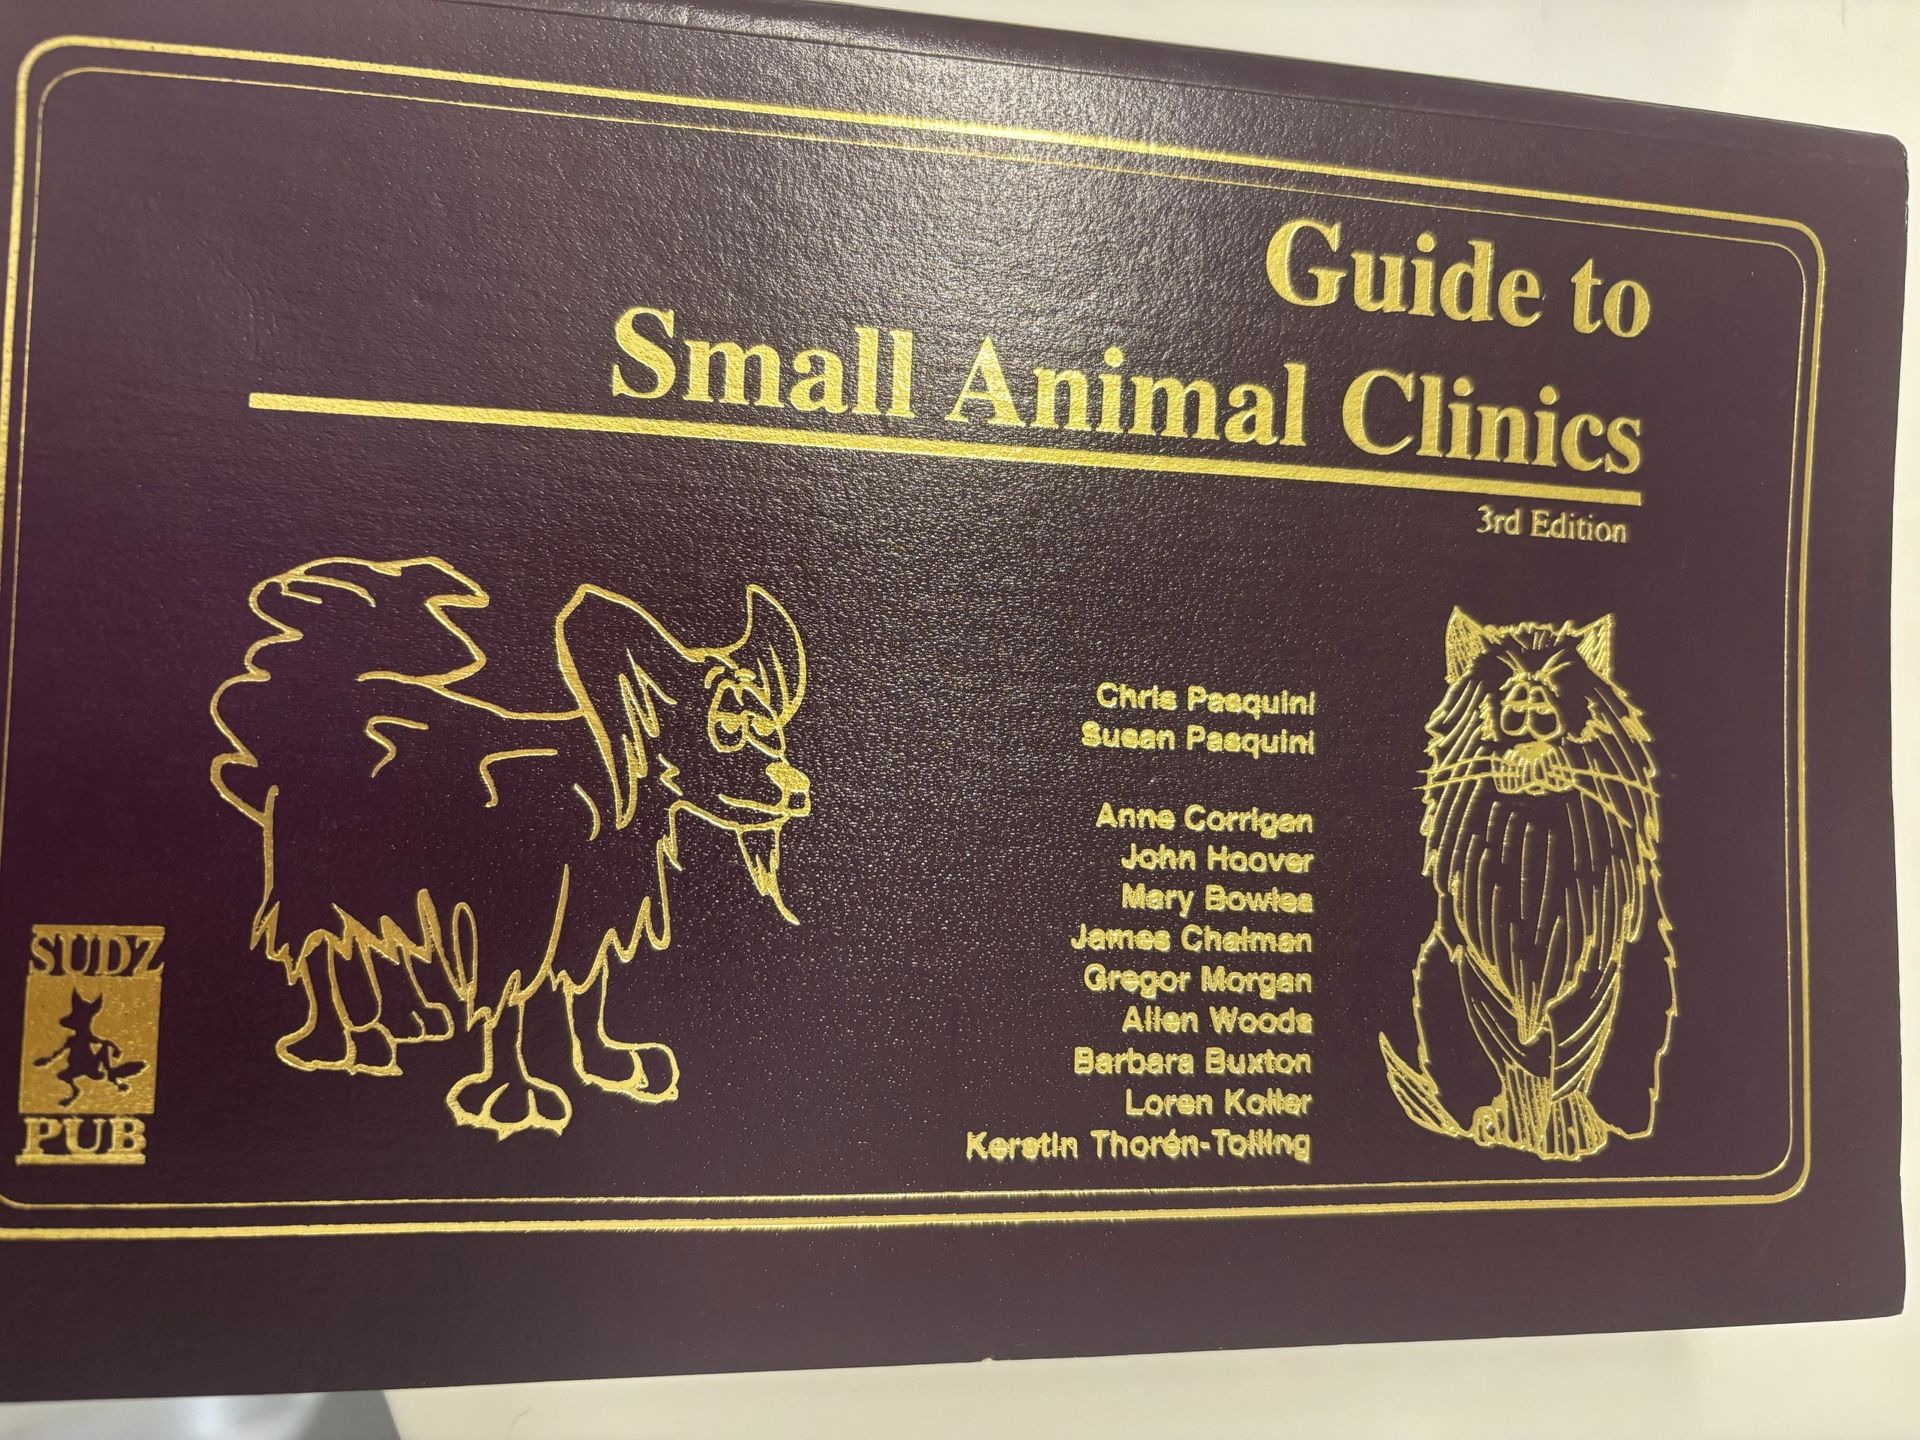 Guide to
Small Animal Clinics
3rd Edition
Chris Pasquini
Susan Pasquini
Anne Corrigan
John Hoover
Mary Bowles
James Chatman
Gregor Morgan
Allen Woods
Barbara Buxton
Loren Koller
Kerstin Thorén-Tolling
SUDZ
PUB